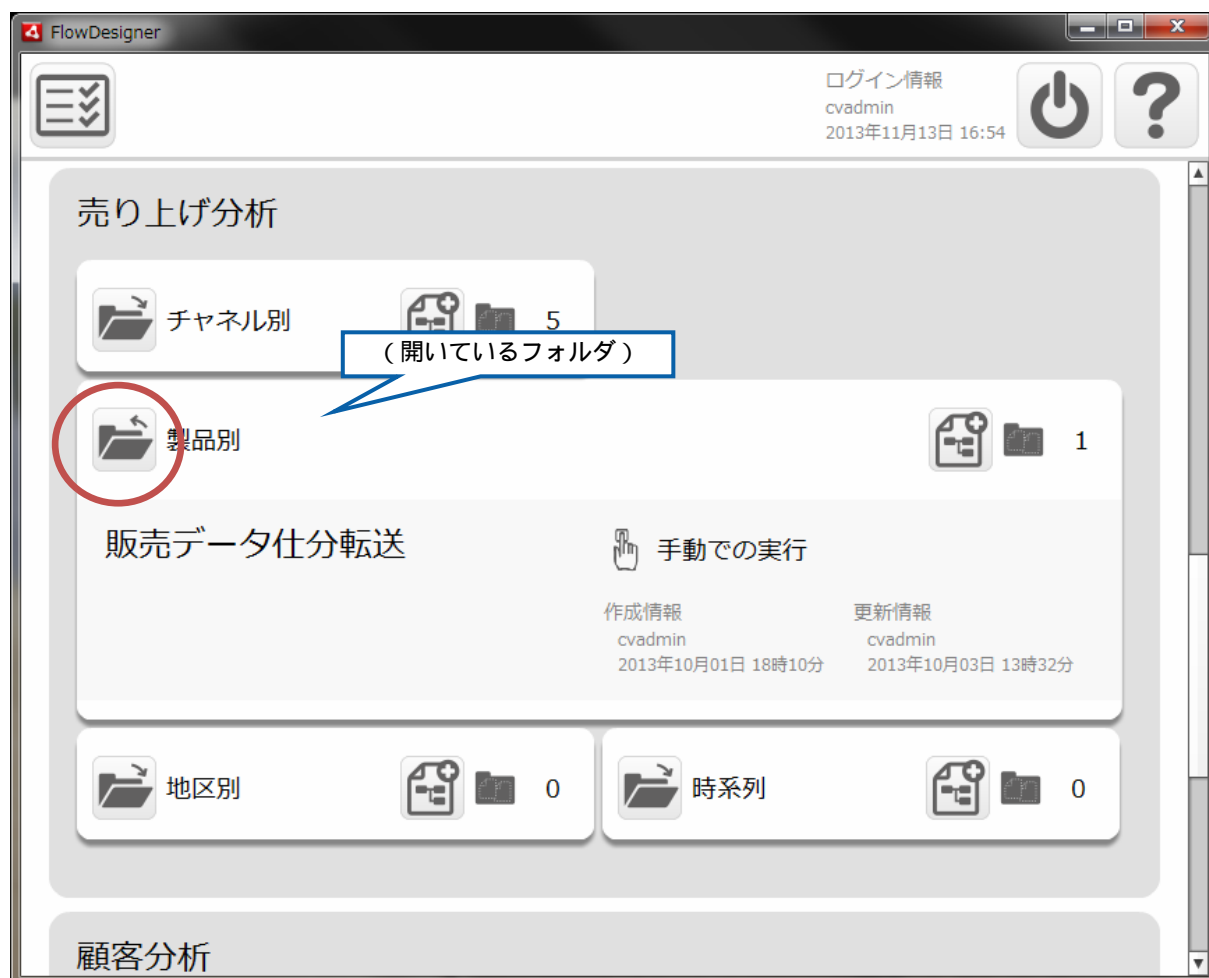 FlowDesigner
ログイン情報
cvadmin
2013年11月13日 16:54
?
売り上げ分析
チャネル別
5
(開いているフォルダ)
製品別
1
販売データ仕分転送
手動での実行
作成情報
cvadmin
2013年10月01日 18時10分
更新情報
cvadmin
2013年10月03日 13時32分
地区別
0
時系列
0
顧客分析